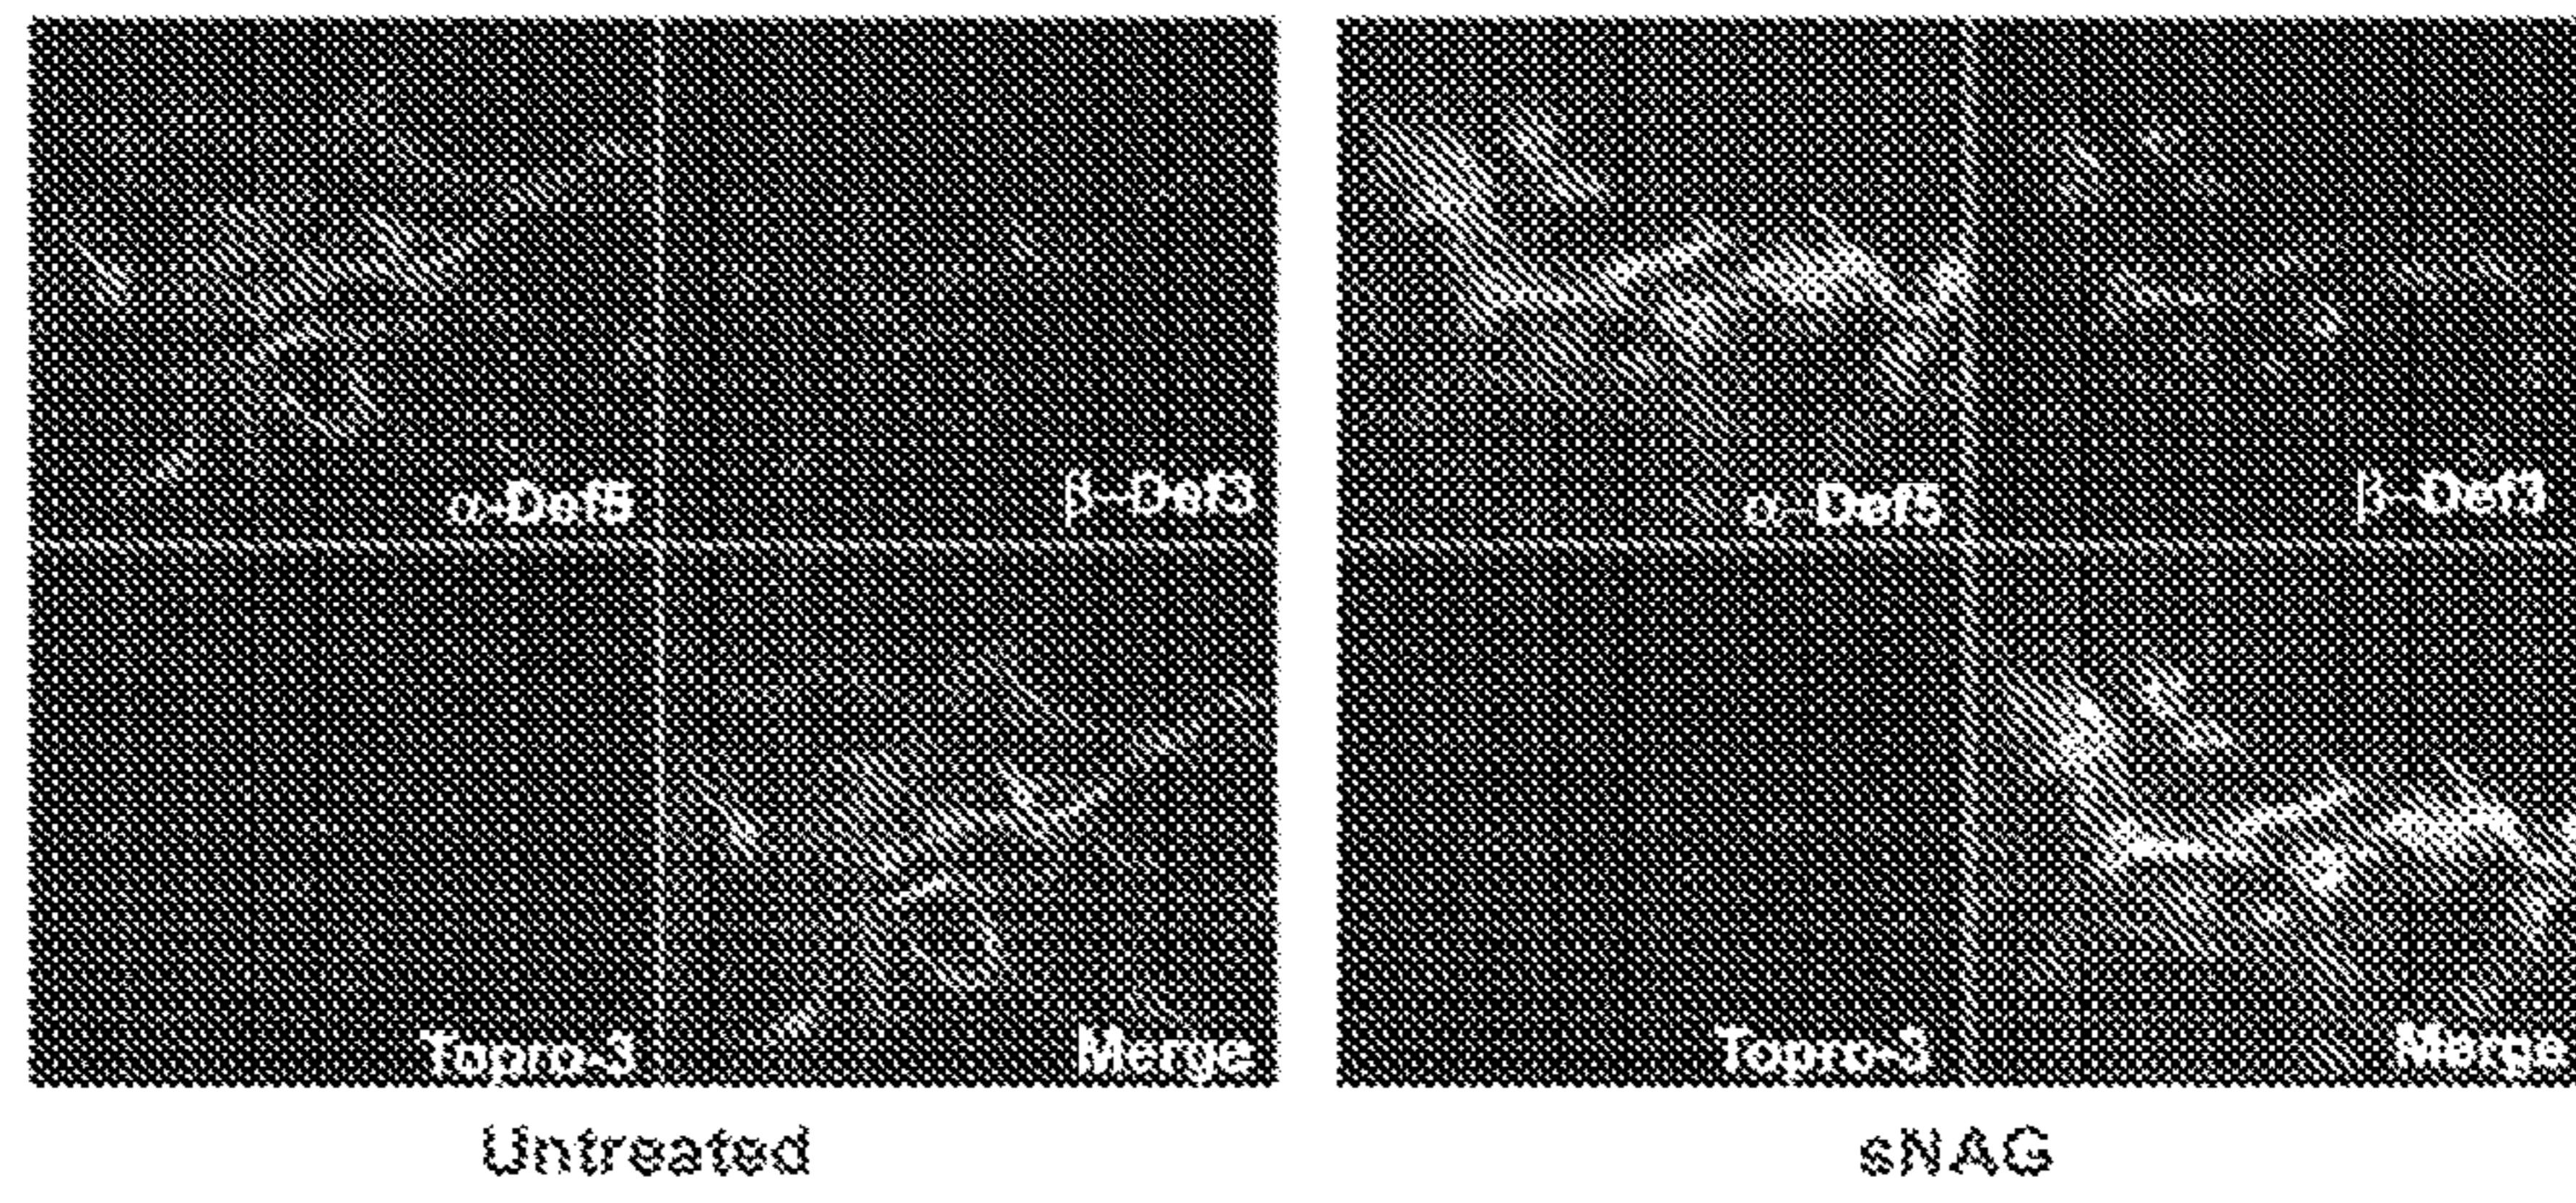 α-Def5
β-Def3
α-Def5
β-Def3
Topro-3
Merge
Topro-3
Merge
Untreated
sNAG